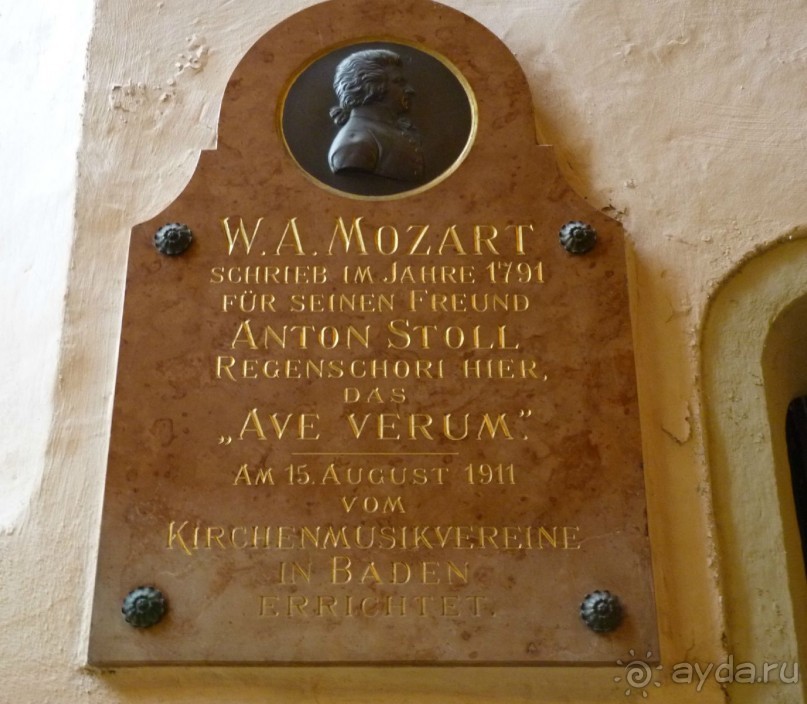 W. A. MOZART
SCHRIEB IM JAHRE 1791
FÜR SEINEN FREUND
ANTON STOLL
REGENSCHORI HIER,
DAS
„AVE VERUM".
AM 15. AUGUST 1911
VOM
KIRCHENMUSIKVEREINE
IN BADEN
ERRICHTET.
ayda.ru